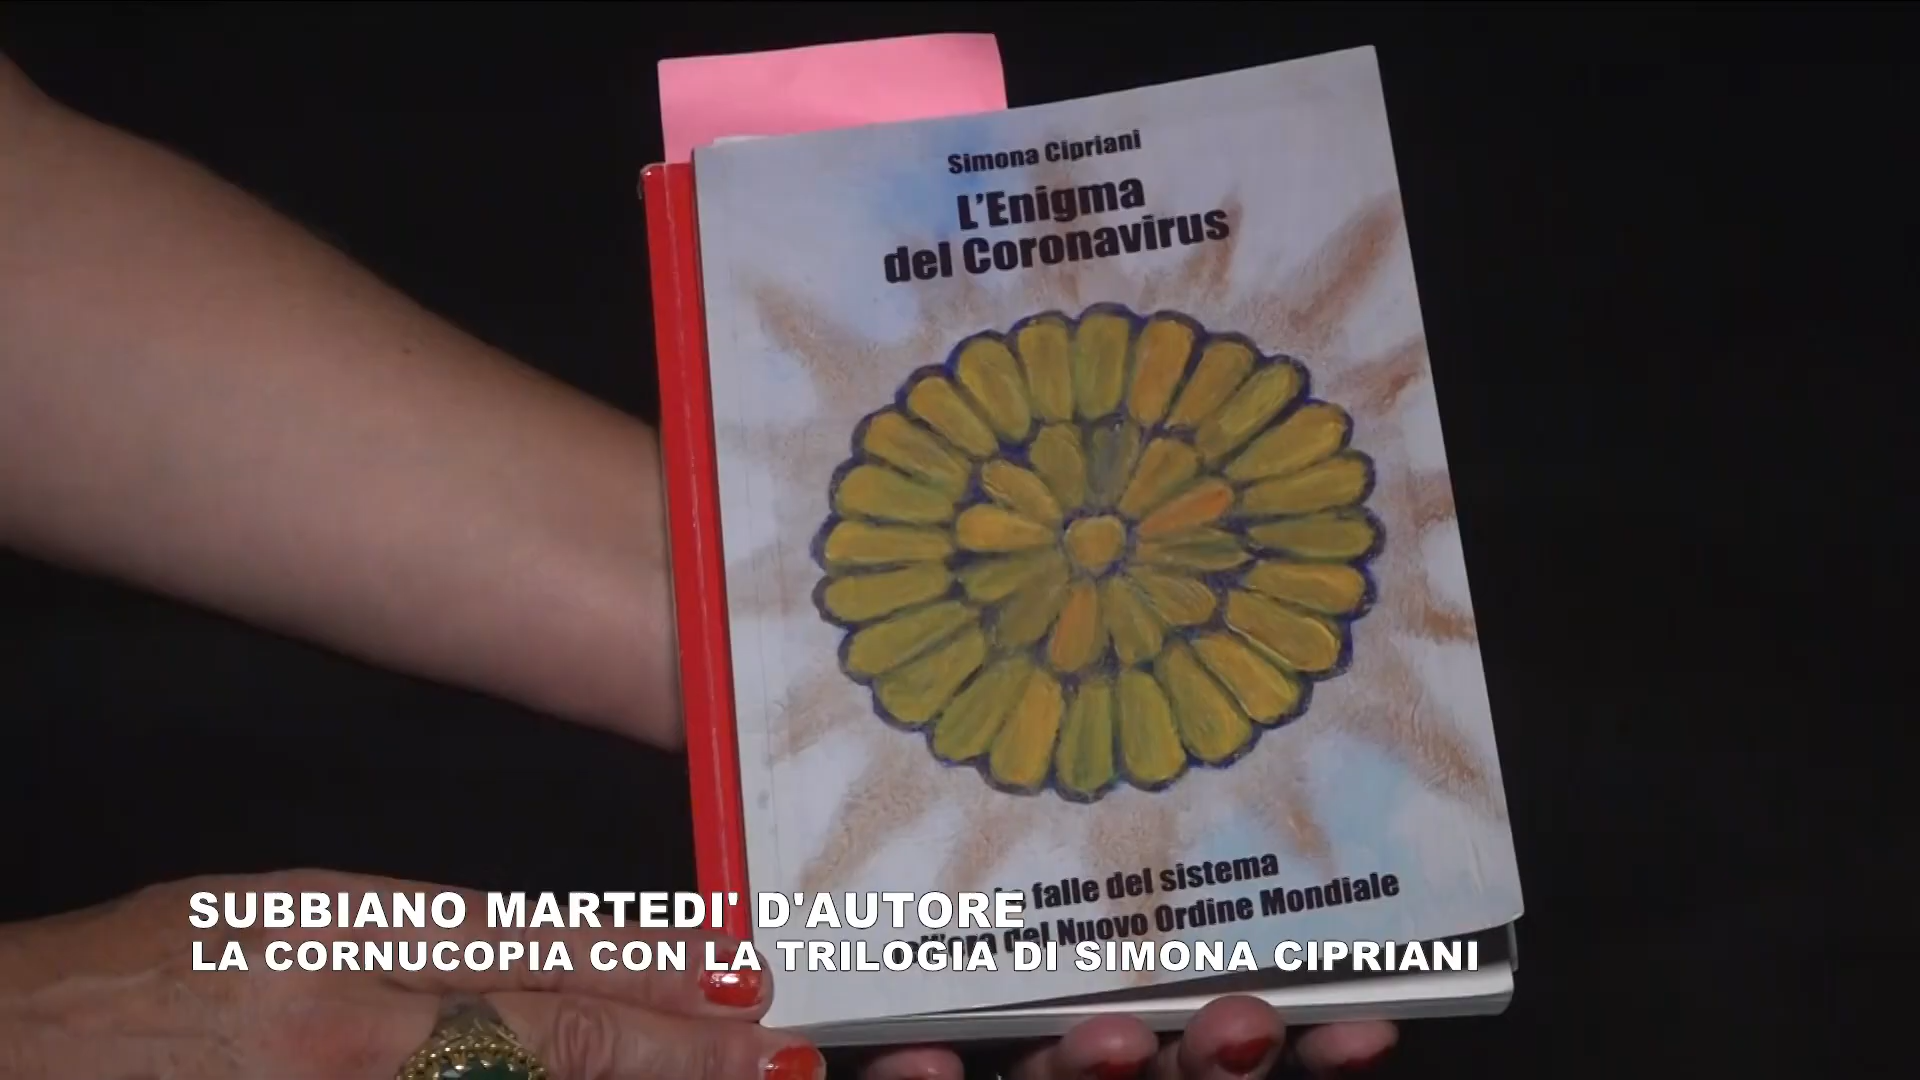 Simona Cipriani
L'Enigma
del Coronavirus
falle del sistema
del Nuovo Ordine Mondiale
SUBBIANO MARTEDI' D'AUTORE
LA CORNUCOPIA CON LA TRILOGIA DI SIMONA CIPRIANI